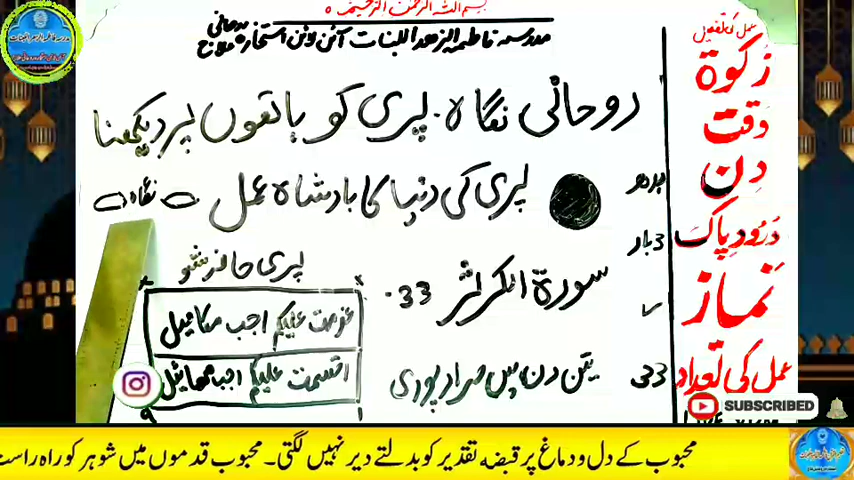 بسم اللہ الرحمن الرحیم
مدرسہ فاطمۃ الزھرا للبنات آئن لائن استخارہ روحانی علاج
عمل کو تفصیل
زکوۃ
وقت
دن
بدھ
درود پاک
3 بار
نماز
عمل کی تعداد
33
روحانی نگاہ۔ پری کو ہاتھوں پر دیکھنا
پری کی دنیا کا بادشاہ عمل
پری حاضر شو
سورۃ الکوثر 33۔
عزمت علیکم اجب میکائیل
اقسمت علیکم اجب
تین دن میں مراد پوری
SUBSCRIBED
محبوب کے دل و دماغ پر قبضہ تقدیر کو بدلتے دیر نہیں لگتی۔ محبوب قدموں میں شوہر کو راہ راست